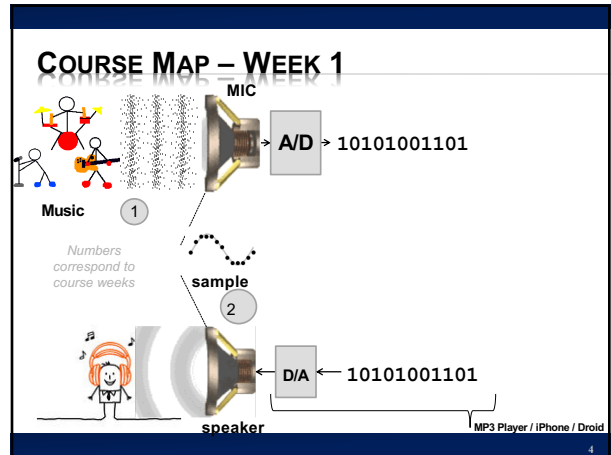 COURSE MAP – WEEK 1
MIC
A/D
10101001101
Music
1
Numbers
correspond to
course weeks
sample
2
D/A
10101001101
speaker
MP3 Player / iPhone / Droid
4